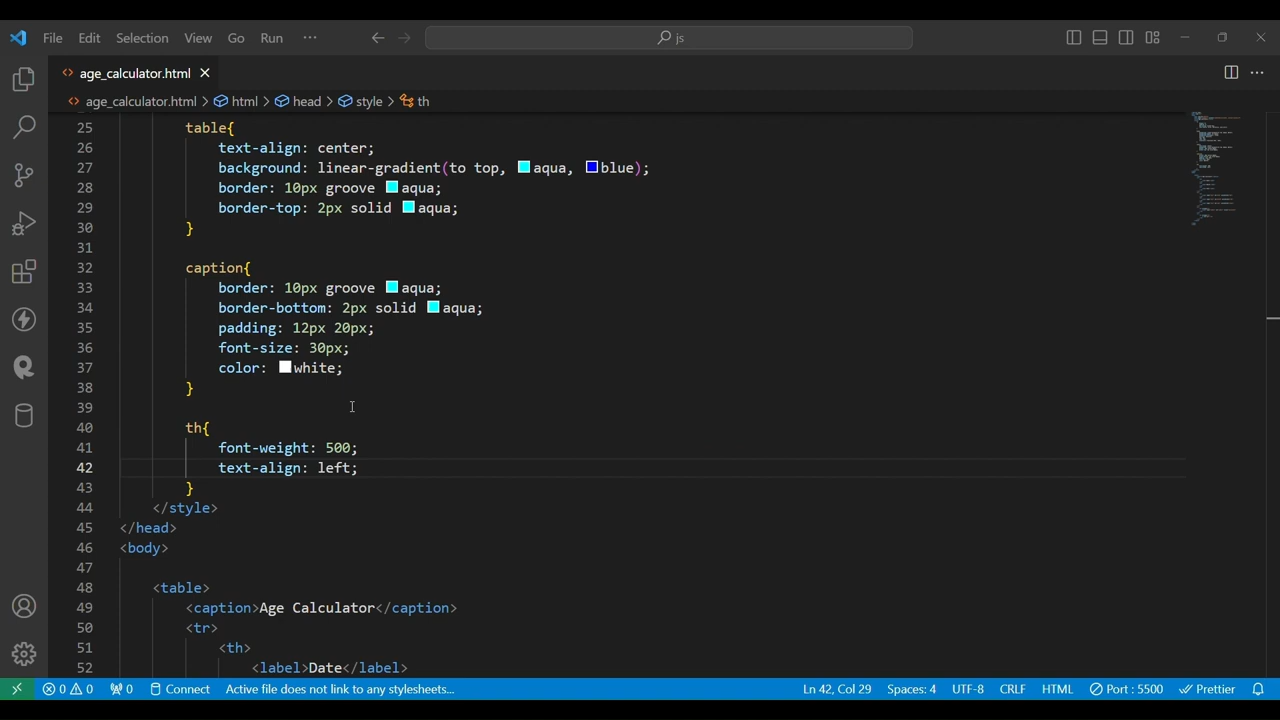 File Edit Selection View Go Run ···
js
age_calculator.html
age_calculator.html > html > head > style > th
25 table{
26 text-align: center;
27 background: linear-gradient(to top, aqua, blue);
28 border: 10px groove aqua;
29 border-top: 2px solid aqua;
30 }
31
32 caption{
33 border: 10px groove aqua;
34 border-bottom: 2px solid aqua;
35 padding: 12px 20px;
36 font-size: 30px;
37 color: white;
38 }
39
40 th{
41 font-weight: 500;
42 text-align: left;
43 }
44 </style>
45 </head>
46 <body>
47
48 <table>
49 <caption>Age Calculator</caption>
50 <tr>
51 <th>
52 <label>Date</label>
0 0 0 Connect Active file does not link to any stylesheets... Ln 42, Col 29 Spaces: 4 UTF-8 CRLF HTML Port : 5500 Prettier